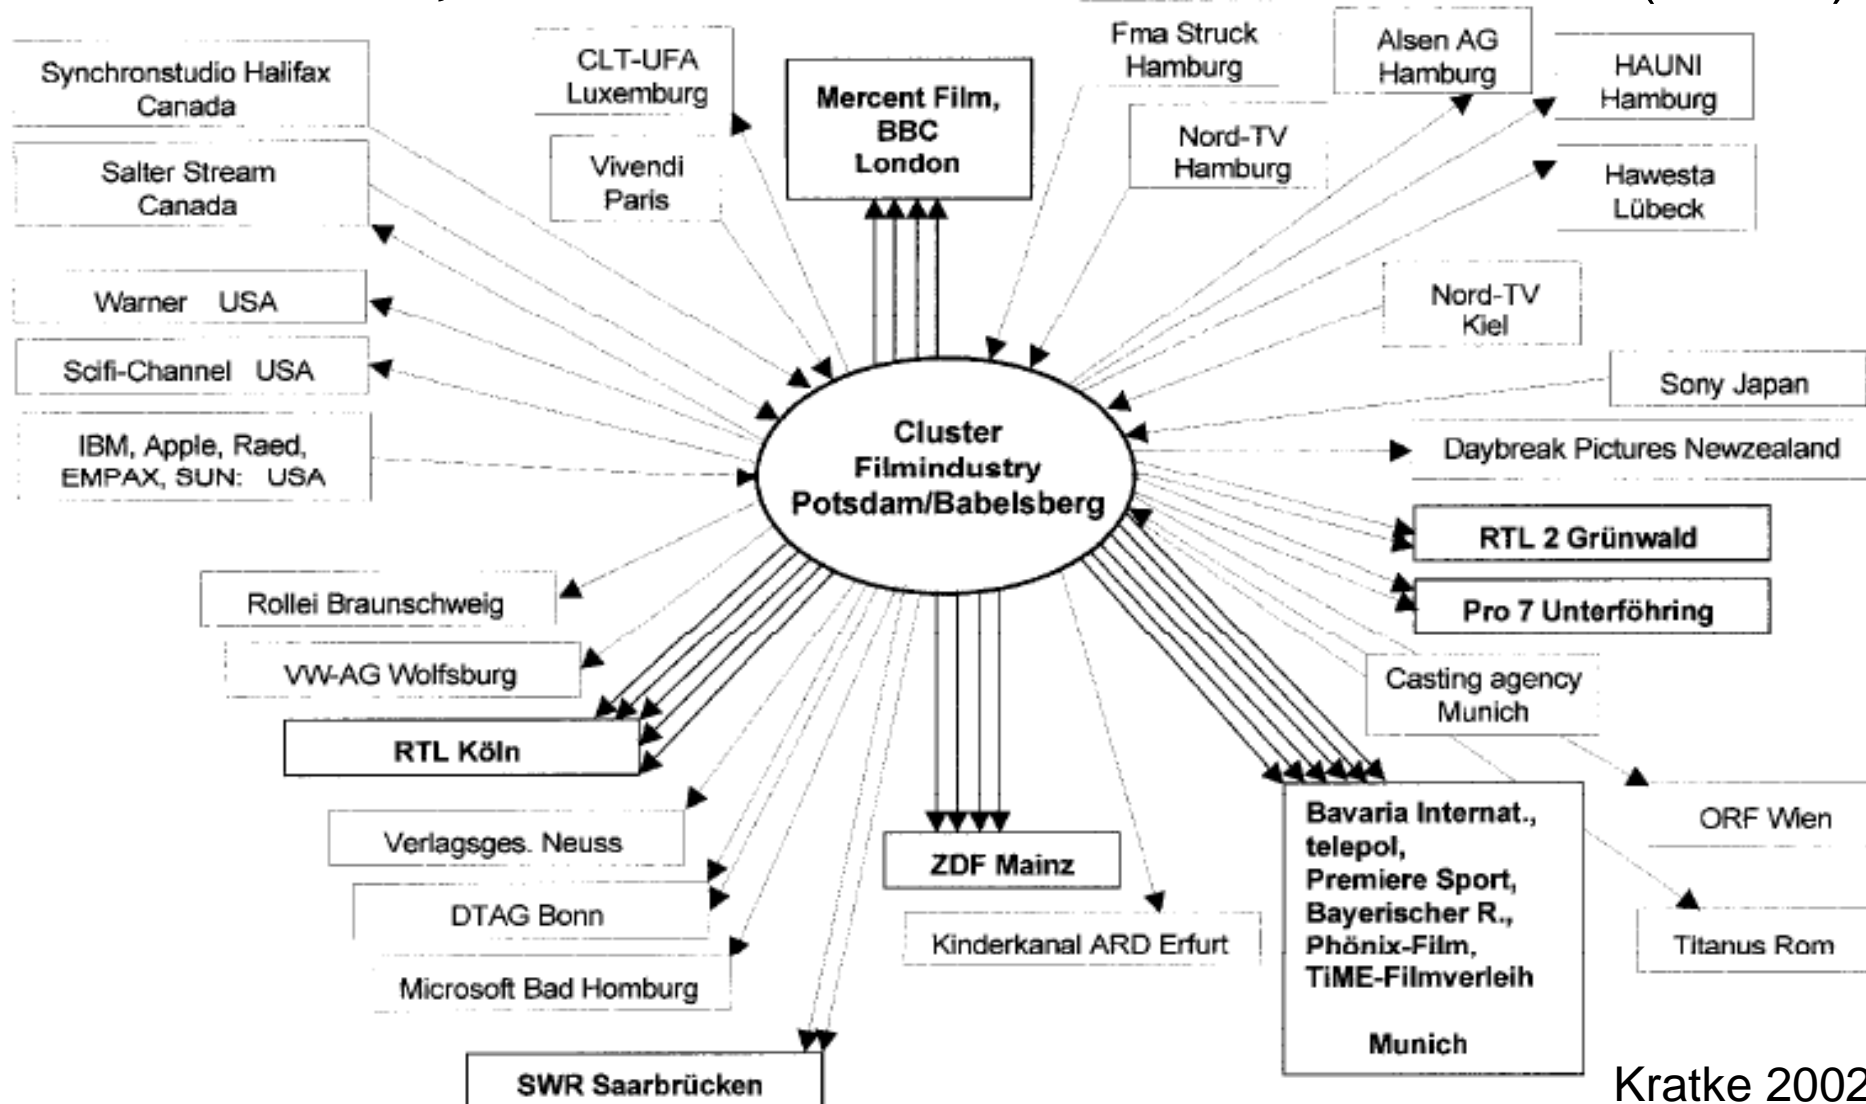 Synchronstudio Halifax
Canada
CLT-UFA
Luxemburg
Mercent Film,
BBC
London
Fma Struck
Hamburg
Alsen AG
Hamburg
HAUNI
Hamburg
Salter Stream
Canada
Vivendi
Paris
Nord-TV
Hamburg
Hawesta
Lübeck
Warner USA
Nord-TV
Kiel
Scifi-Channel USA
Sony Japan
IBM, Apple, Raed,
EMPAX, SUN: USA
Cluster
Filmindustry
Potsdam/Babelsberg
Daybreak Pictures Newzealand
RTL 2 Grünwald
Rollei Braunschweig
Pro 7 Unterföhring
VW-AG Wolfsburg
Casting agency
Munich
RTL Köln
Verlagsges. Neuss
ZDF Mainz
Bavaria Internat.,
telepol,
Premiere Sport,
Bayerischer R.,
Phönix-Film,
TiME-Filmverleih
Munich
ORF Wien
DTAG Bonn
Kinderkanal ARD Erfurt
Titanus Rom
Microsoft Bad Homburg
SWR Saarbrücken
Kratke 2002